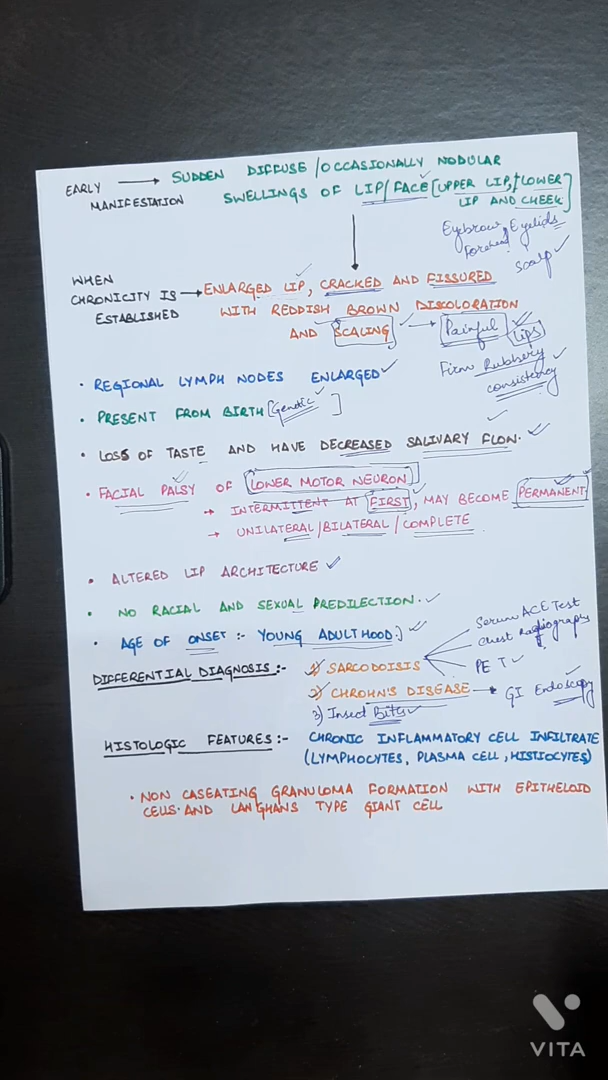 EARLY → SUDDEN DIFFUSE/OCCASIONALLY NODULAR
MANIFESTATION SWELLINGS OF LIP/FACE [UPPER LIP, LOWER
LIP AND CHEEK]
Eyebrow, Eyelids
Forehead
Scalp
WHEN
CHRONICITY IS → ENLARGED LIP, CRACKED AND FISSURED
ESTABLISHED WITH REDDISH BROWN DISCOLORATION
AND SCALING → Painful
Lips
Firm Rubbery
consistency
• REGIONAL LYMPH NODES ENLARGED
• PRESENT FROM BIRTH [Genetic]
• LOSS OF TASTE AND HAVE DECREASED SALIVARY FLOW.
• FACIAL PALSY OF LOWER MOTOR NEURON
→ INTERMITTENT AT FIRST, MAY BECOME PERMANENT
→ UNILATERAL/BILATERAL/COMPLETE
• ALTERED LIP ARCHITECTURE
• NO RACIAL AND SEXUAL PREDILECTION.
• AGE OF ONSET :- YOUNG ADULTHOOD.
Serum ACE Test
Chest Radiography
PET
DIFFERENTIAL DIAGNOSIS :- 1) SARCODOISIS
2) CHROHN'S DISEASE → GI Endoscopy
3) Insect Bites
HISTOLOGIC FEATURES :- CHRONIC INFLAMMATORY CELL INFILTRATE
(LYMPHOCYTES, PLASMA CELL, HISTIOCYTES)
• NON CASEATING GRANULOMA FORMATION WITH EPITHELOID
CELLS. AND LANGHANS TYPE GIANT CELL
VITA